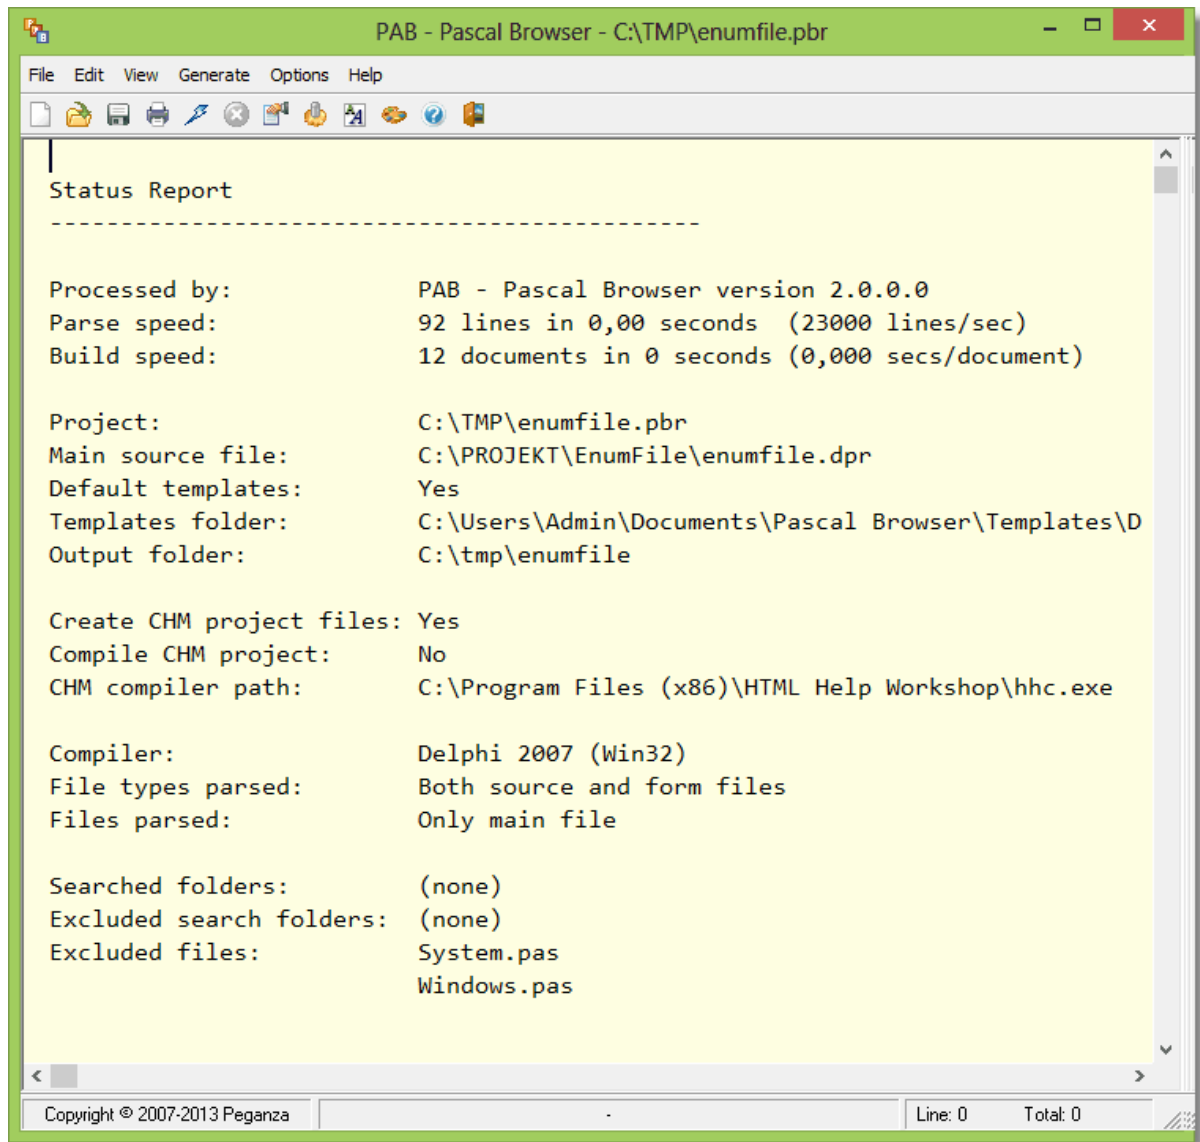 PAB - Pascal Browser - C:\TMP\enumfile.pbr
File Edit View Generate Options Help
Status Report
----------------------------------------------
Processed by: PAB - Pascal Browser version 2.0.0.0
Parse speed: 92 lines in 0,00 seconds (23000 lines/sec)
Build speed: 12 documents in 0 seconds (0,000 secs/document)
Project: C:\TMP\enumfile.pbr
Main source file: C:\PROJEKT\EnumFile\enumfile.dpr
Default templates: Yes
Templates folder: C:\Users\Admin\Documents\Pascal Browser\Templates\D
Output folder: C:\tmp\enumfile
Create CHM project files: Yes
Compile CHM project: No
CHM compiler path: C:\Program Files (x86)\HTML Help Workshop\hhc.exe
Compiler: Delphi 2007 (Win32)
File types parsed: Both source and form files
Files parsed: Only main file
Searched folders: (none)
Excluded search folders: (none)
Excluded files: System.pas
Windows.pas
Copyright © 2007-2013 Peganza - Line: 0 Total: 0